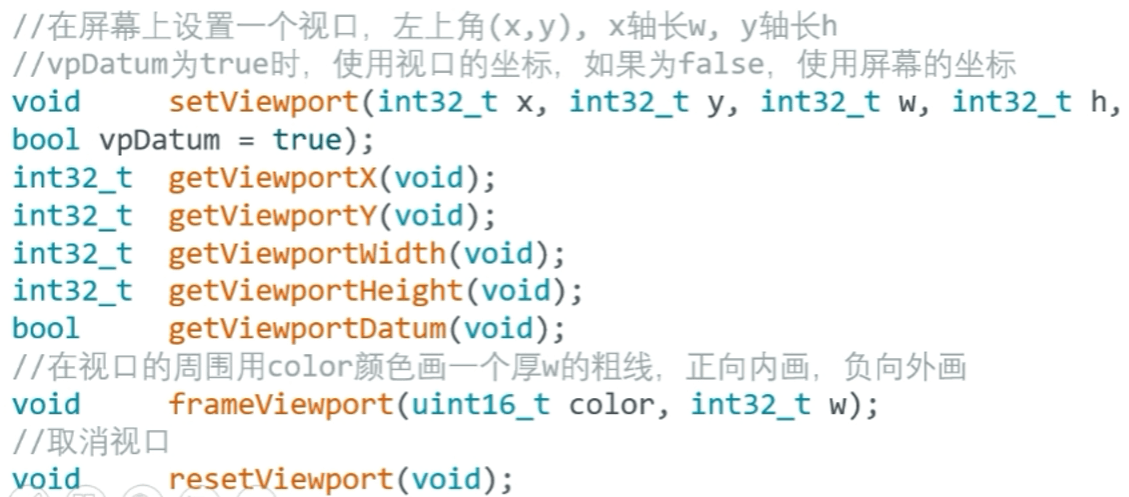 //在屏幕上设置一个视口，左上角(x,y)，x轴长w，y轴长h
//vpDatum为true时，使用视口的坐标，如果为false，使用屏幕的坐标
void setViewport(int32_t x, int32_t y, int32_t w, int32_t h,
bool vpDatum = true);
int32_t getViewportX(void);
int32_t getViewportY(void);
int32_t getViewportWidth(void);
int32_t getViewportHeight(void);
bool getViewportDatum(void);
//在视口的周围用color颜色画一个厚w的粗线，正向内画，负向外画
void frameViewport(uint16_t color, int32_t w);
//取消视口
void resetViewport(void);